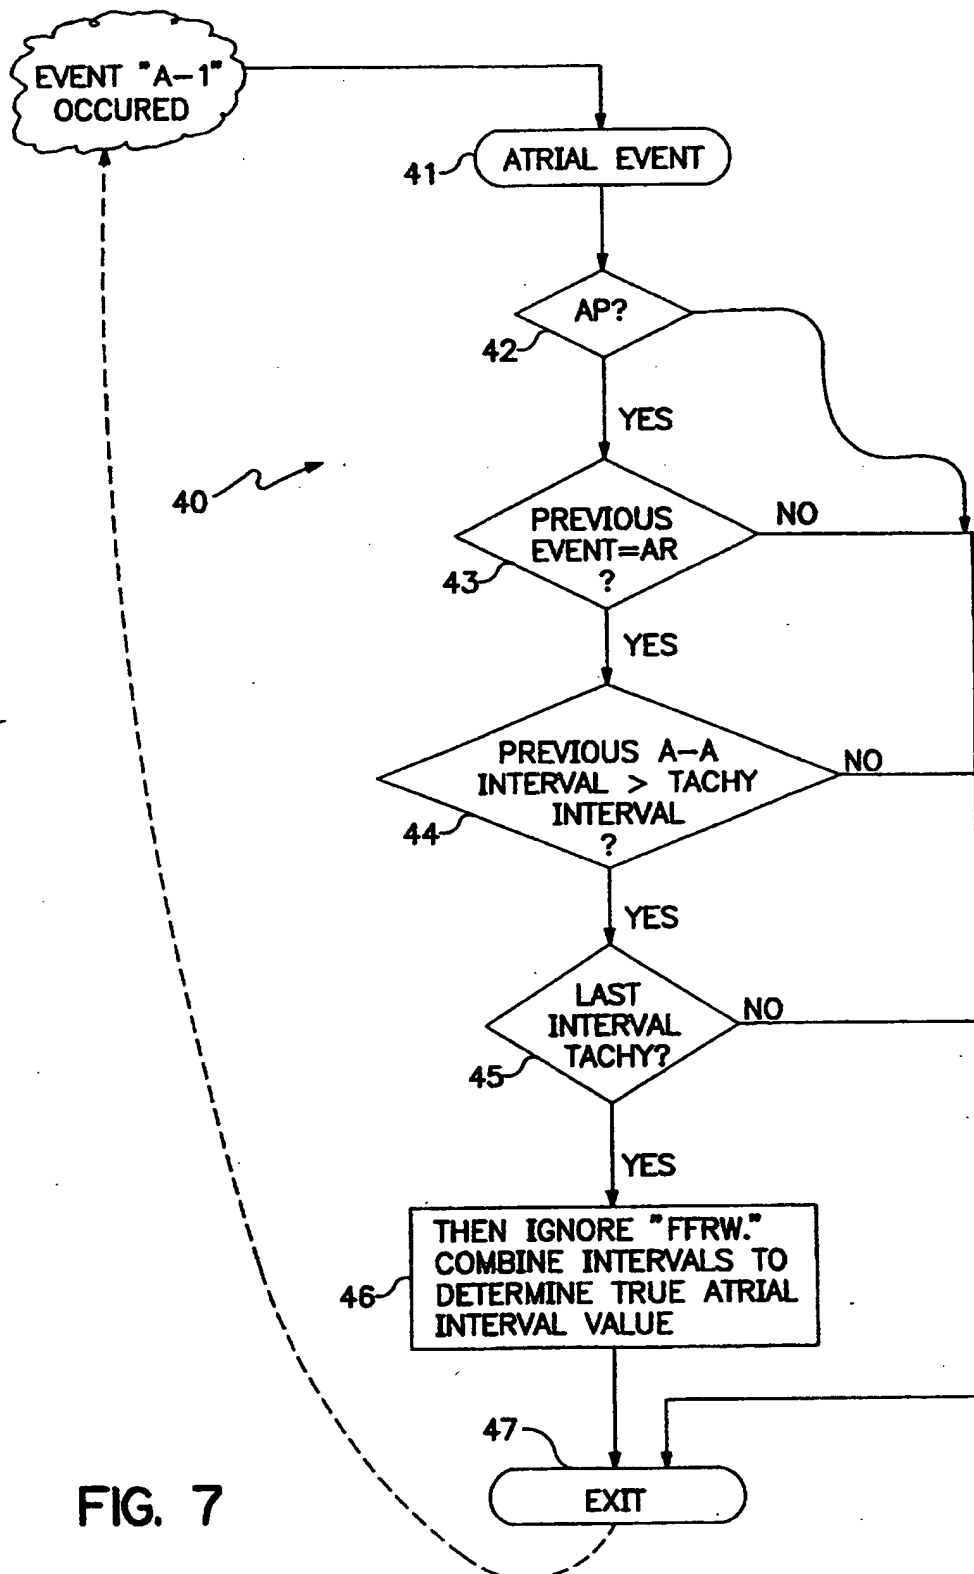 EVENT "A-1"
OCCURED
41
ATRIAL EVENT
AP?
42
YES
40
PREVIOUS
EVENT=AR
?
43
NO
YES
PREVIOUS A-A
INTERVAL > TACHY
INTERVAL
?
44
NO
YES
LAST
INTERVAL
TACHY?
45
NO
YES
THEN IGNORE "FFRW."
COMBINE INTERVALS TO
DETERMINE TRUE ATRIAL
INTERVAL VALUE
46
47
EXIT
FIG. 7